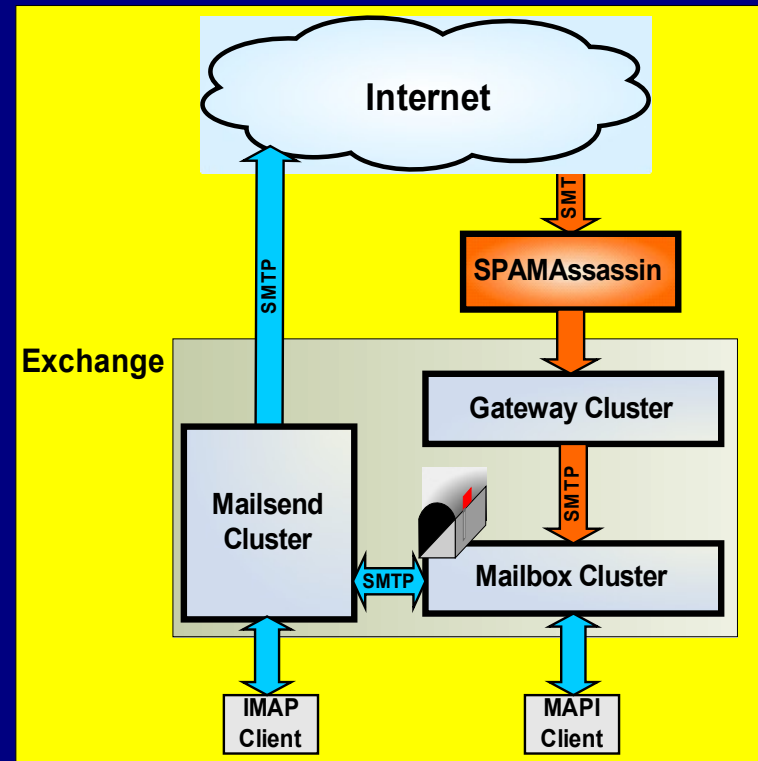 Internet
SMT
SPAMAssassin
SMTP
Exchange
Gateway Cluster
Mailsend
Cluster
SMTP
SMTP
Mailbox Cluster
IMAP
Client
MAPI
Client